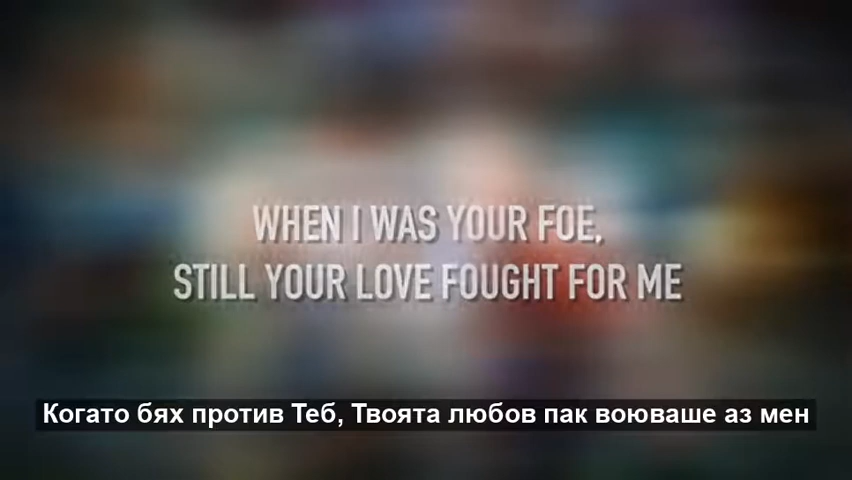 WHEN I WAS YOUR FOE,
STILL YOUR LOVE FOUGHT FOR ME
Когато бях против Теб, Твоята любов пак воюваше аз мен